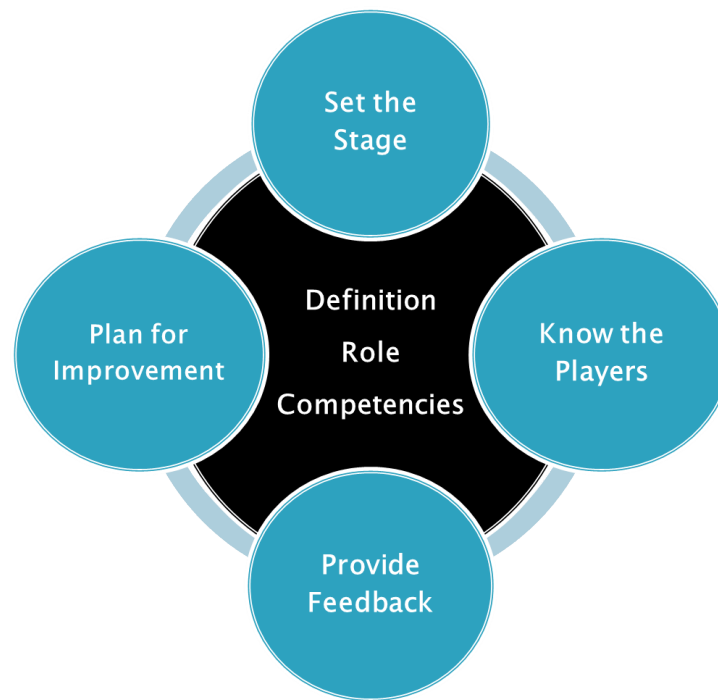 Set the
Stage
Know the
Players
Provide
Feedback
Plan for
Improvement
Definition
Role
Competencies